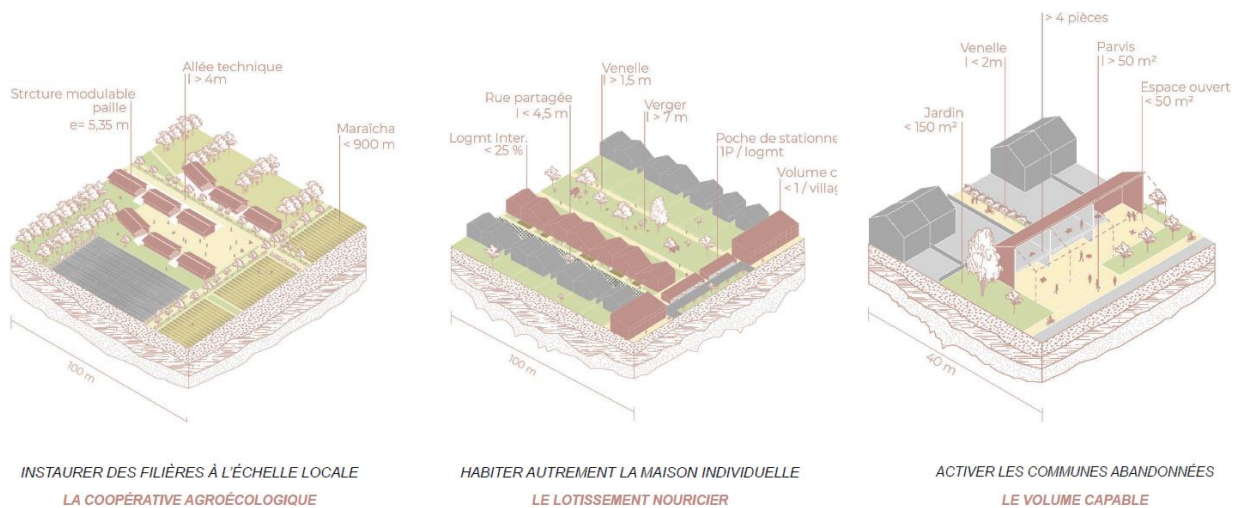 Allée technique
l > 4m
Strcture modulable
paille
e= 5,35 m
Maraîcha
< 900 m
100 m
INSTAURER DES FILIÈRES À L'ÉCHELLE LOCALE
LA COOPÉRATIVE AGROÉCOLOGIQUE
Venelle
l > 1,5 m
Rue partagée
l < 4,5 m
Verger
l > 7 m
Logmt Inter.
< 25 %
Poche de stationne
1P / logmt
Volume c
< 1 / villag
100 m
HABITER AUTREMENT LA MAISON INDIVIDUELLE
LE LOTISSEMENT NOURICIER
> 4 pièces
Venelle
l < 2m
Parvis
l > 50 m²
Espace ouvert
< 50 m²
Jardin
< 150 m²
40 m
ACTIVER LES COMMUNES ABANDONNÉES
LE VOLUME CAPABLE